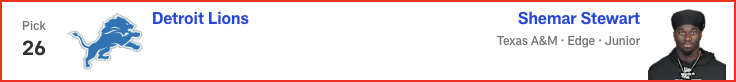 Pick
26
Detroit Lions
Shemar Stewart
Texas A&M · Edge · Junior